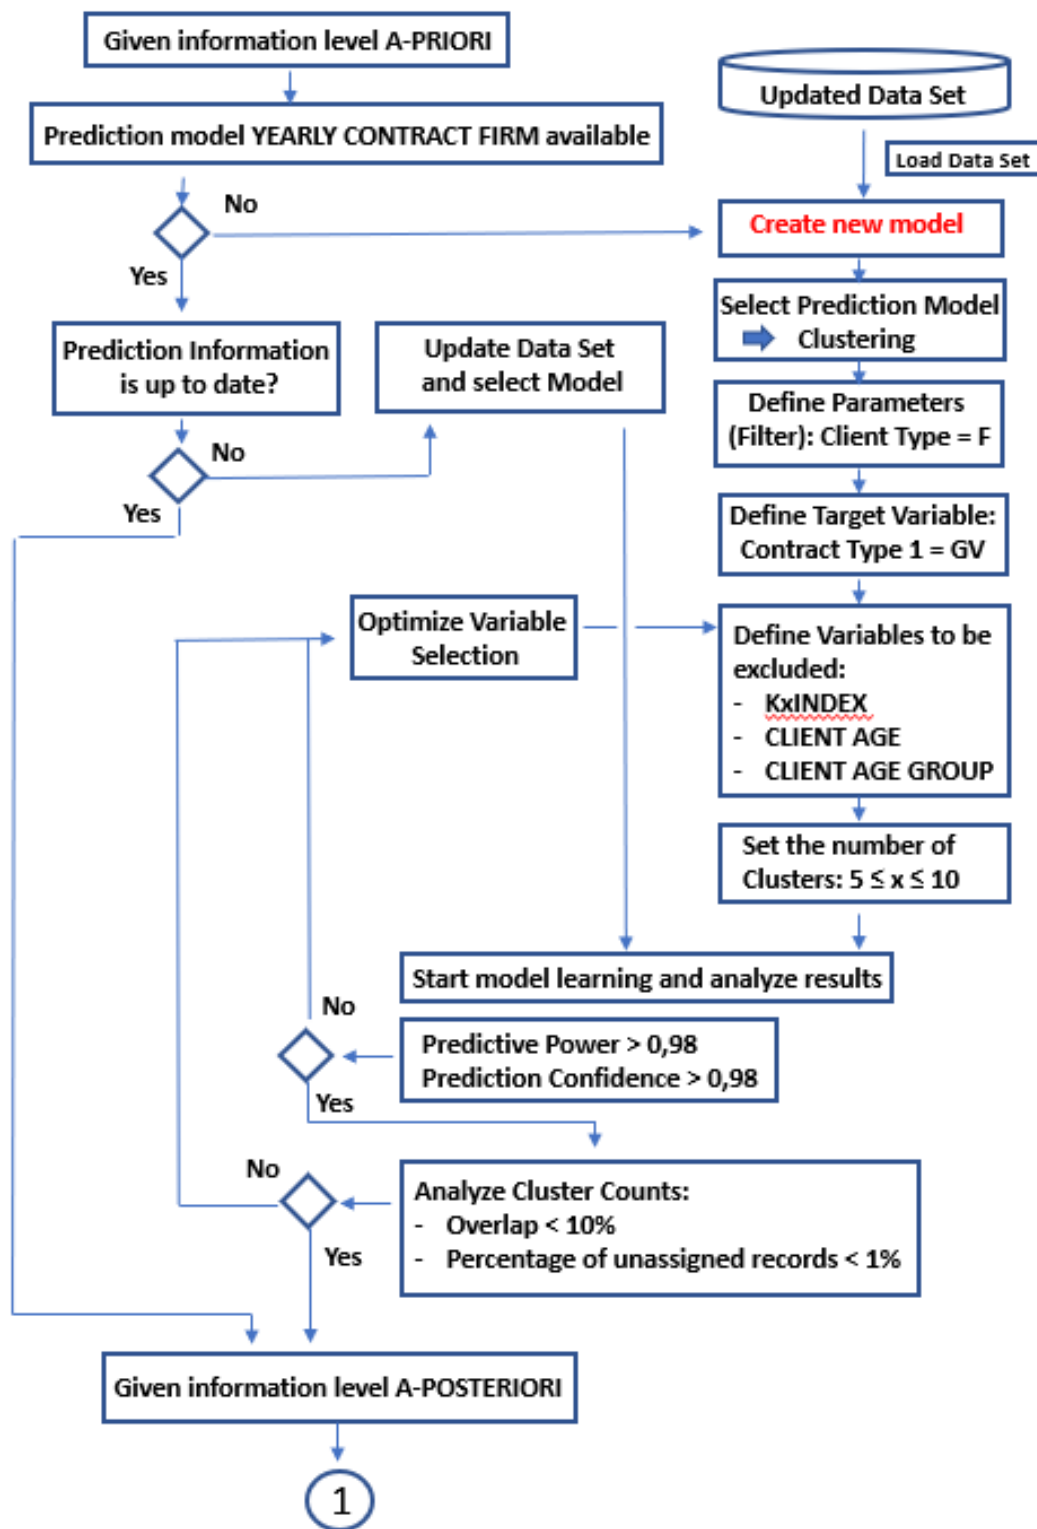 Given information level A-PRIORI
Updated Data Set
Prediction model YEARLY CONTRACT FIRM available
Load Data Set
No
Create new model
Yes
Select Prediction Model
Clustering
Prediction Information
is up to date?
Update Data Set
and select Model
Define Parameters
(Filter): Client Type = F
No
Yes
Define Target Variable:
Contract Type 1 = GV
Optimize Variable
Selection
Define Variables to be
excluded:
- KxINDEX
- CLIENT AGE
- CLIENT AGE GROUP
Set the number of
Clusters: 5 ≤ x ≤ 10
Start model learning and analyze results
No
Predictive Power > 0,98
Prediction Confidence > 0,98
Yes
No
Analyze Cluster Counts:
- Overlap < 10%
- Percentage of unassigned records < 1%
Yes
Given information level A-POSTERIORI
1